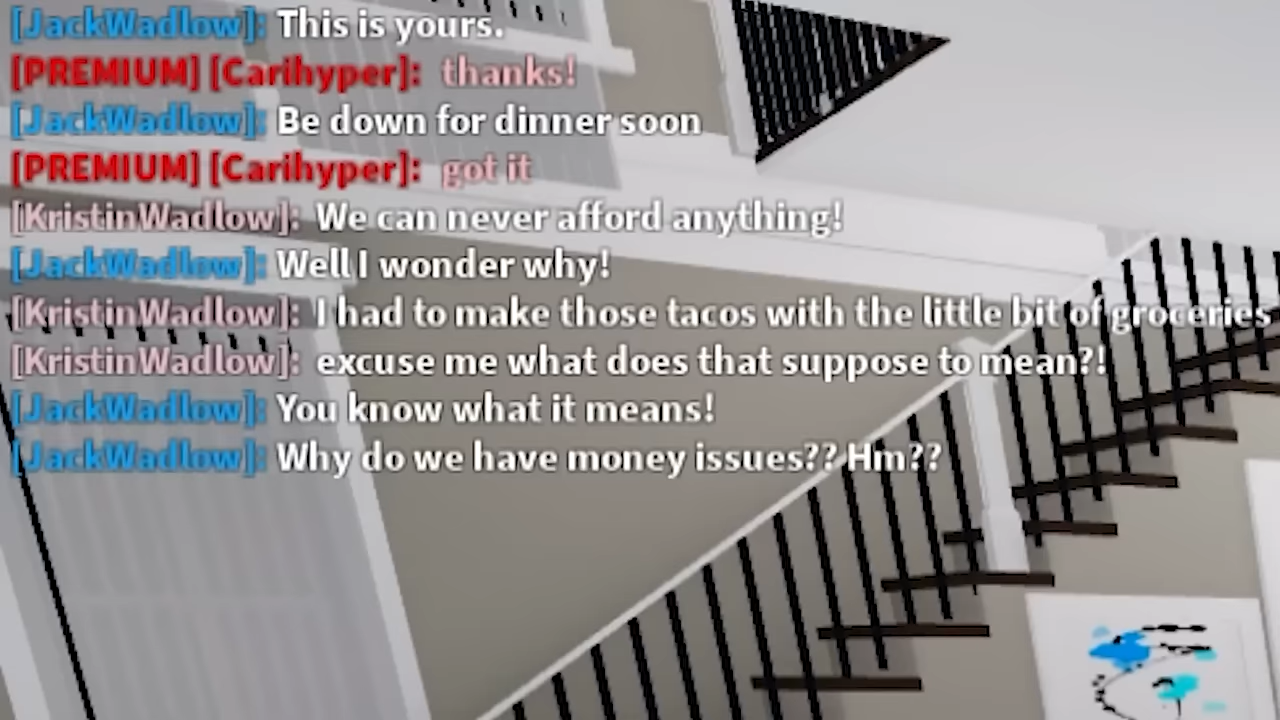 [JackWadlow]: This is yours.
[PREMIUM] [Carihyper]: thanks!
[JackWadlow]: Be down for dinner soon
[PREMIUM] [Carihyper]: got it
[KristinWadlow]: We can never afford anything!
[JackWadlow]: Well I wonder why!
[KristinWadlow]: I had to make those tacos with the little bit of groceries
[KristinWadlow]: excuse me what does that suppose to mean?!
[JackWadlow]: You know what it means!
[JackWadlow]: Why do we have money issues?? Hm??